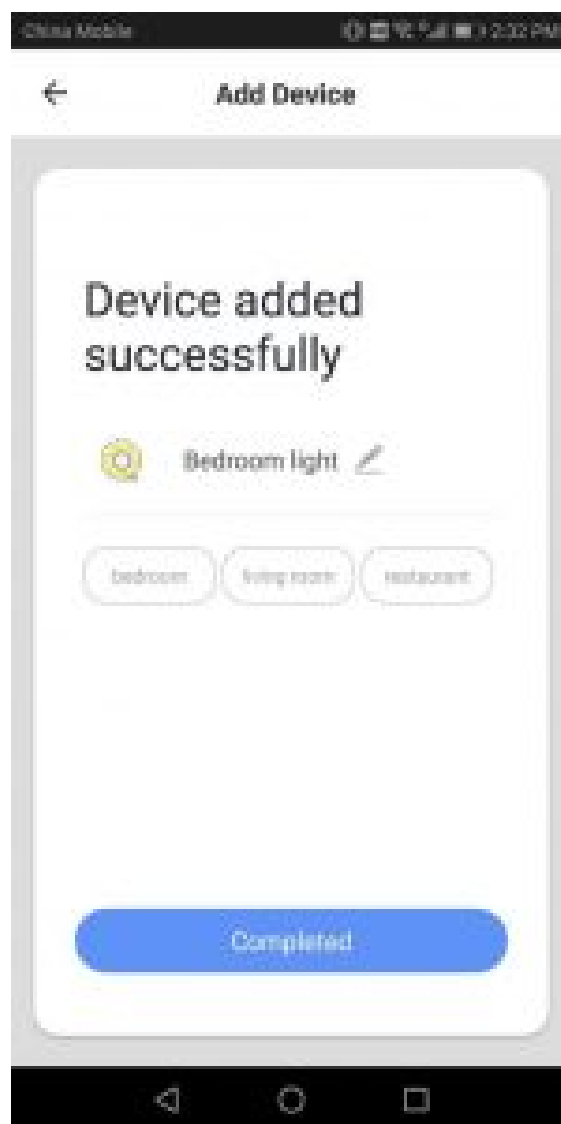 China Mobile 2:32 PM
Add Device
Device added
successfully
Bedroom light
bedroom living room restaurant
Completed